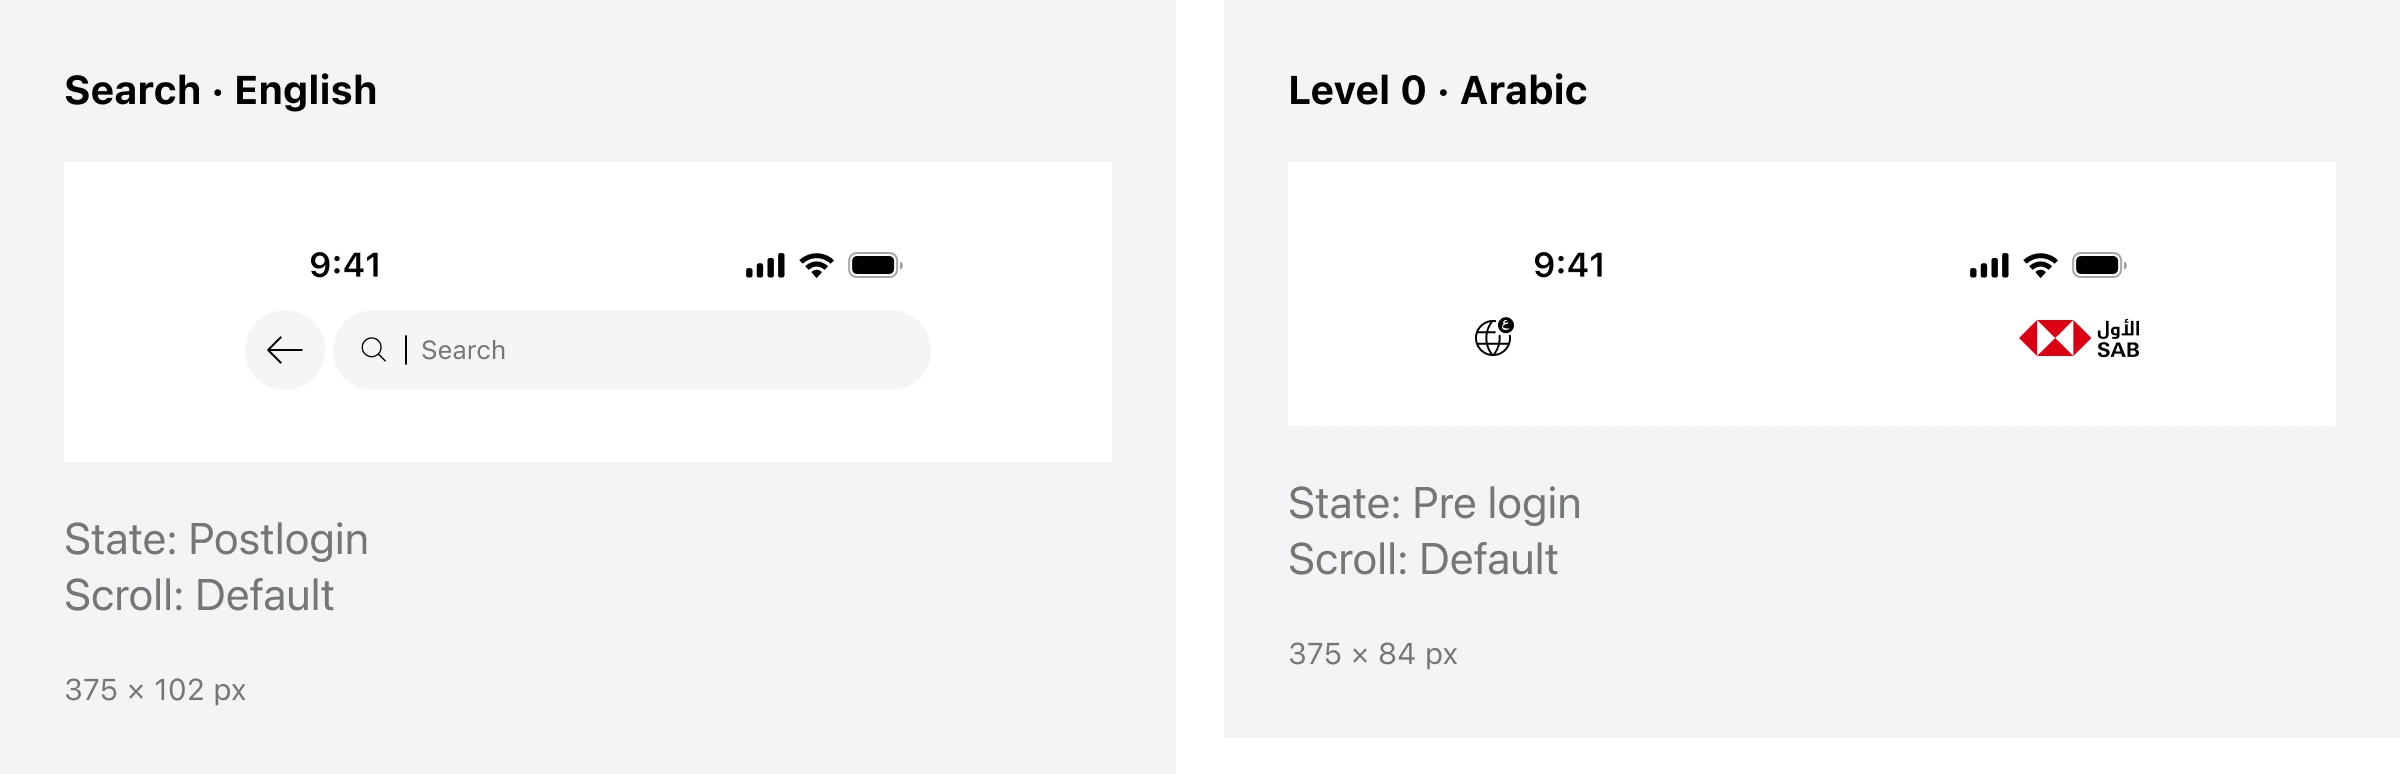 Search · English
9:41
Search
State: Postlogin
Scroll: Default
375 × 102 px
Level 0 · Arabic
9:41
ع
الأول
SAB
State: Pre login
Scroll: Default
375 × 84 px